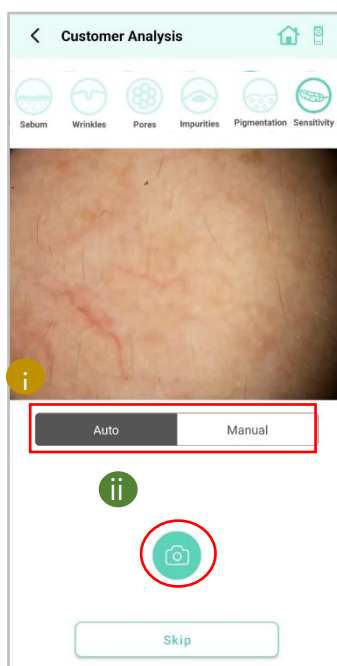 Customer Analysis
Sebum Wrinkles Pores Impurities Pigmentation Sensitivity
i
Auto Manual
ii
Skip